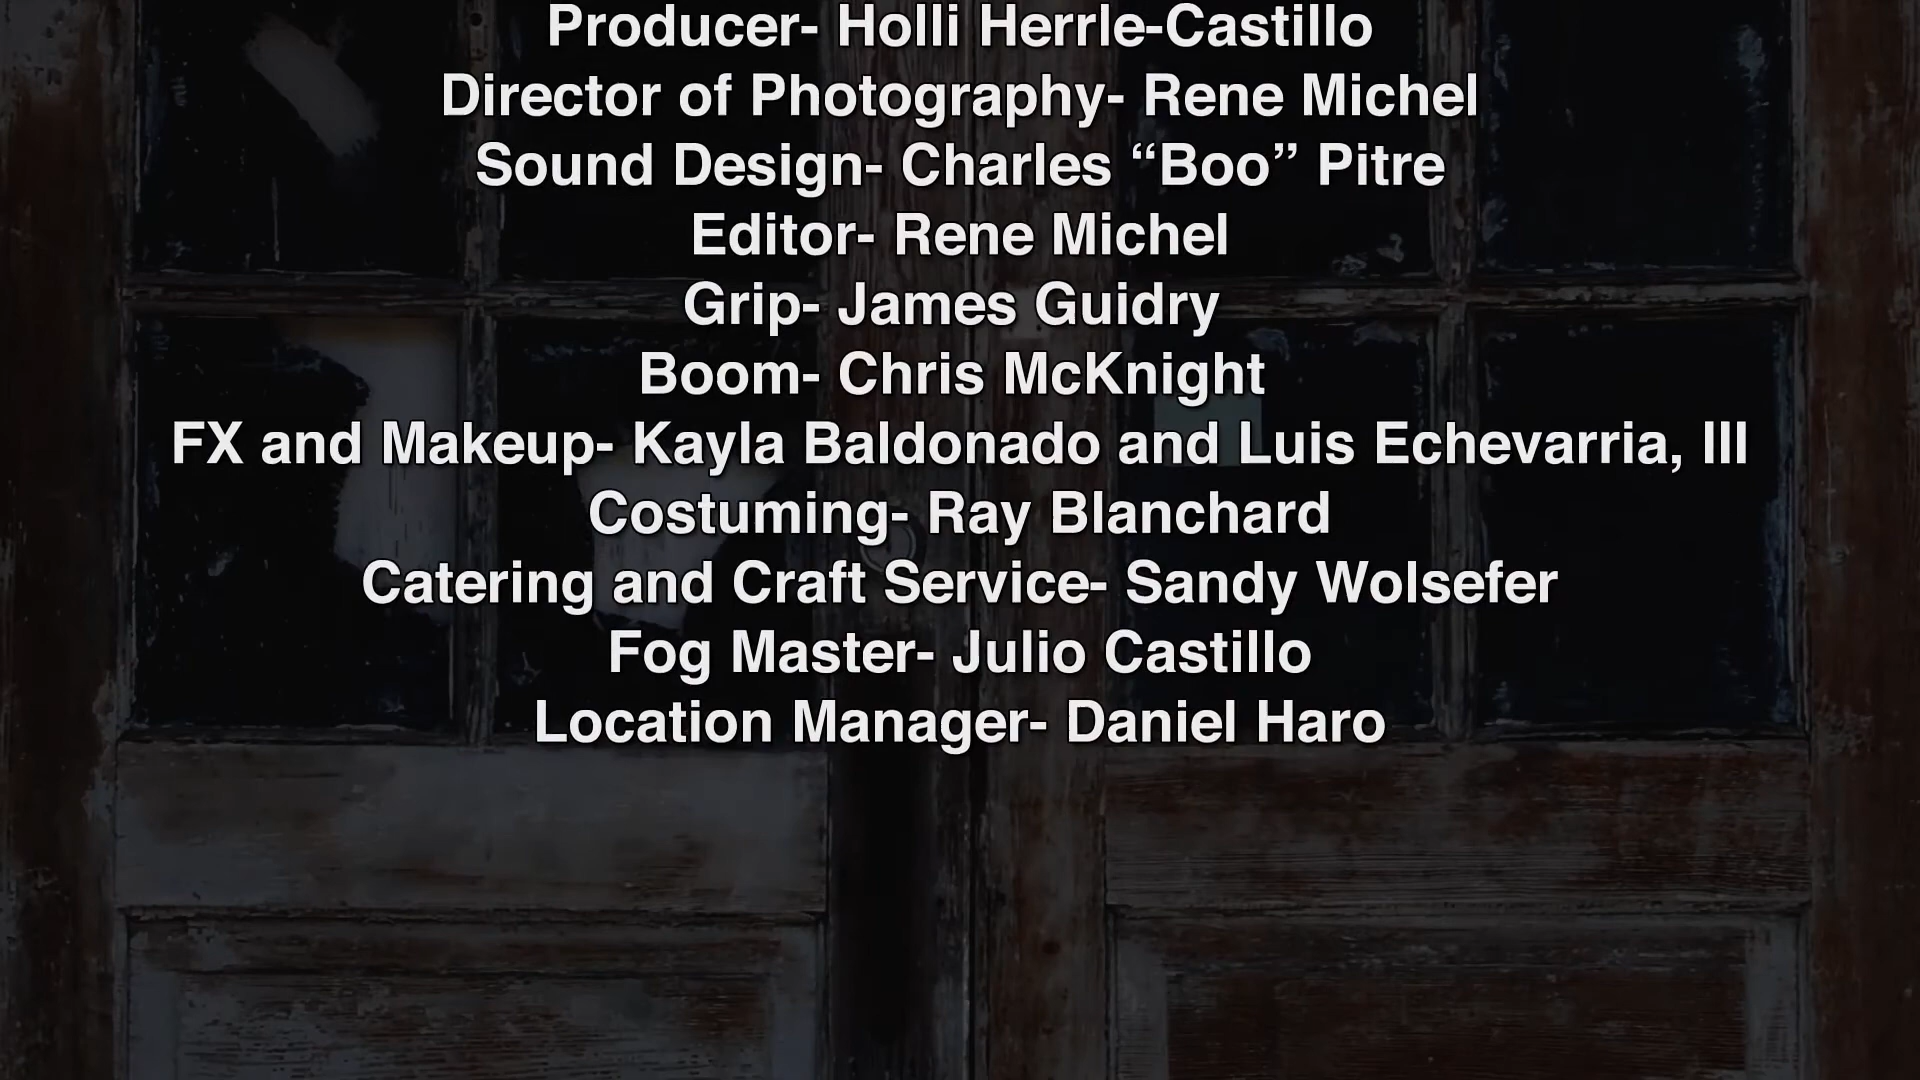 Producer- Holli Herrle-Castillo
Director of Photography- Rene Michel
Sound Design- Charles “Boo” Pitre
Editor- Rene Michel
Grip- James Guidry
Boom- Chris McKnight
FX and Makeup- Kayla Baldonado and Luis Echevarria, III
Costuming- Ray Blanchard
Catering and Craft Service- Sandy Wolsefer
Fog Master- Julio Castillo
Location Manager- Daniel Haro